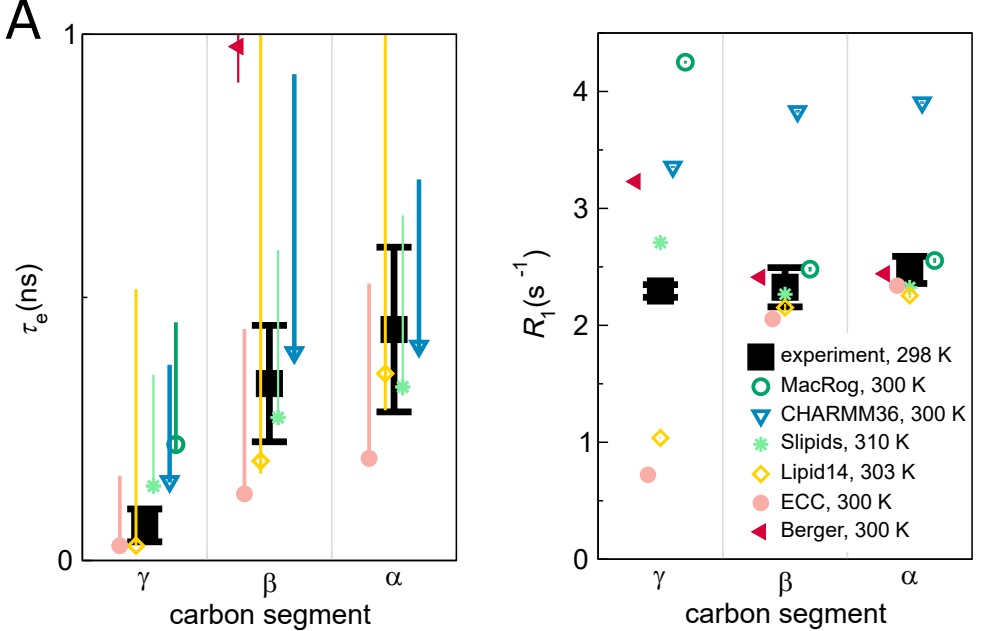 A
1
0
τe(ns)
γ β α
carbon segment
4
3
2
1
0
R1(s -1)
experiment, 298 K
MacRog, 300 K
CHARMM36, 300 K
Slipids, 310 K
Lipid14, 303 K
ECC, 300 K
Berger, 300 K
γ β α
carbon segment